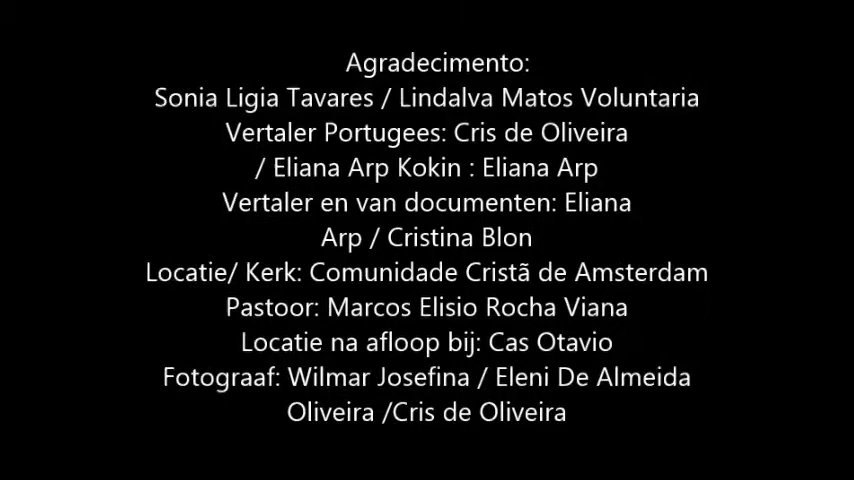 Agradecimento:
Sonia Ligia Tavares / Lindalva Matos Voluntaria
Vertaler Portugees: Cris de Oliveira
/ Eliana Arp Kokin : Eliana Arp
Vertaler en van documenten: Eliana
Arp / Cristina Blon
Locatie/ Kerk: Comunidade Cristã de Amsterdam
Pastoor: Marcos Elisio Rocha Viana
Locatie na afloop bij: Cas Otavio
Fotograaf: Wilmar Josefina / Eleni De Almeida
Oliveira /Cris de Oliveira